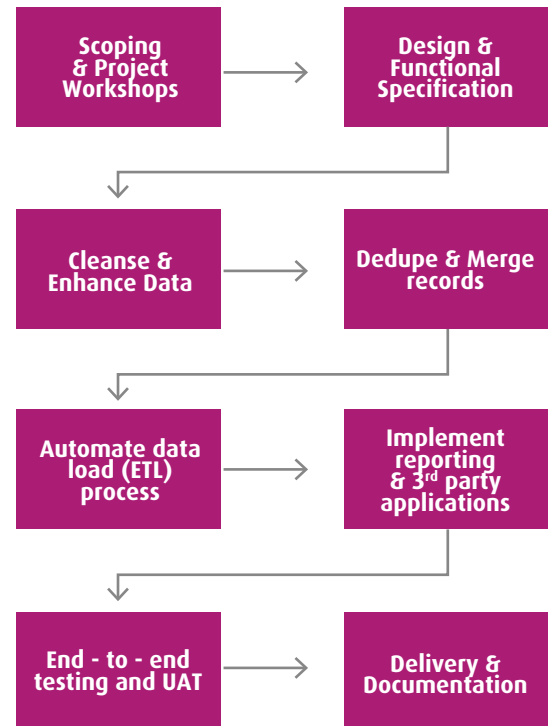 Scoping
& Project
Workshops
Design &
Functional
Specification
Cleanse &
Enhance Data
Dedupe & Merge
records
Automate data
load (ETL)
process
Implement
reporting
& 3rd party
applications
End - to - end
testing and UAT
Delivery &
Documentation